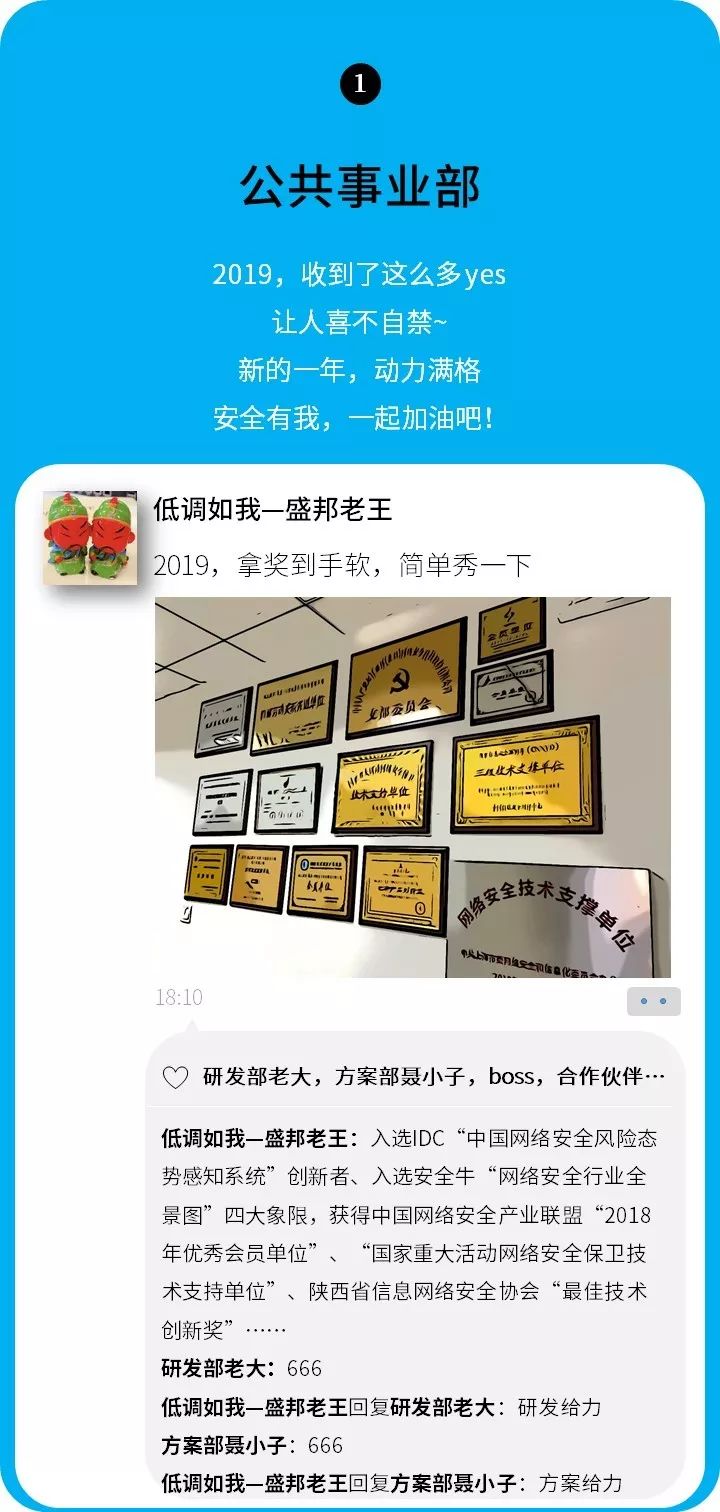 1
公共事业部
2019，收到了这么多yes
让人喜不自禁~
新的一年，动力满格
安全有我，一起加油吧！
低调如我—盛邦老王
2019，拿奖到手软，简单秀一下
会员单位
支部委员会
三级技术支撑单位
技术支持单位
会员单位
网络安全技术支撑单位
18:10
研发部老大，方案部聂小子，boss，合作伙伴…
低调如我—盛邦老王：入选IDC“中国网络安全风险态
势感知系统”创新者、入选安全牛“网络安全行业全
景图”四大象限，获得中国网络安全产业联盟“2018
年优秀会员单位”、“国家重大活动网络安全保卫技
术支持单位”、陕西省信息网络安全协会“最佳技术
创新奖”……
研发部老大：666
低调如我—盛邦老王回复研发部老大：研发给力
方案部聂小子：666
低调如我—盛邦老王回复方案部聂小子：方案给力